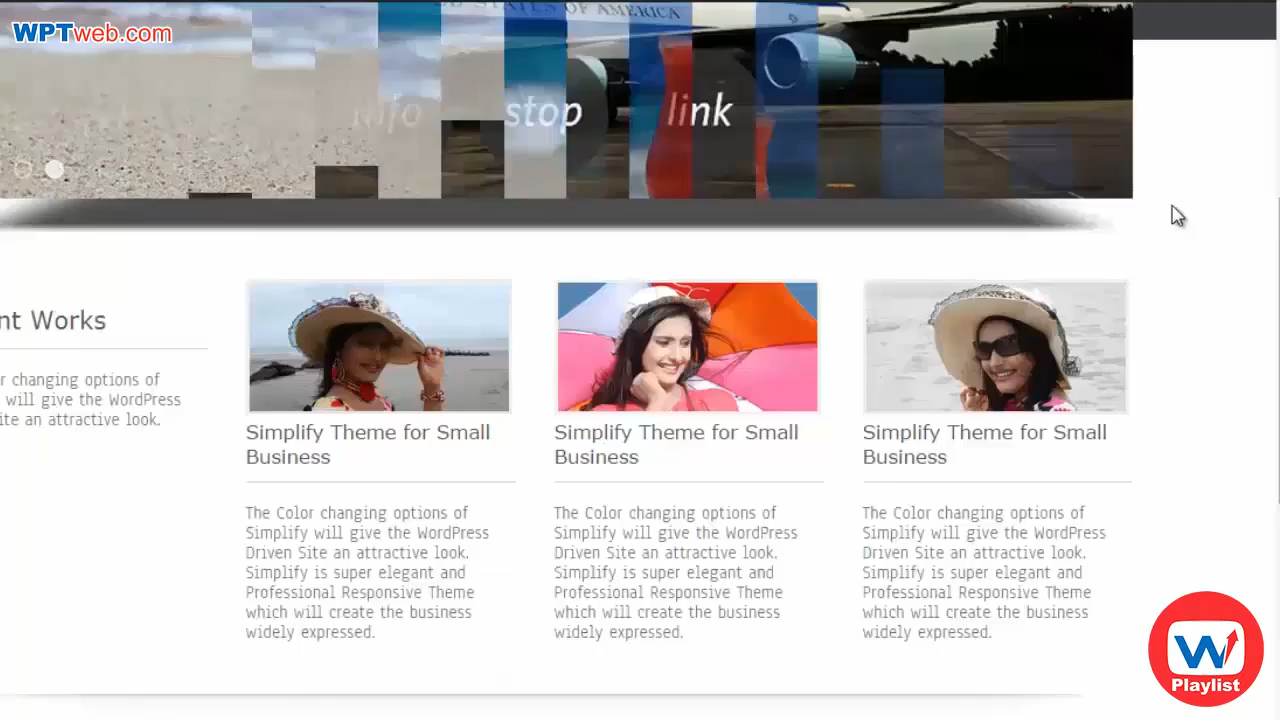 WPTweb.com
D STATES OF AMERICA
info stop link
nt Works
r changing options of
will give the WordPress
ite an attractive look.
Simplify Theme for Small
Business
The Color changing options of
Simplify will give the WordPress
Driven Site an attractive look.
Simplify is super elegant and
Professional Responsive Theme
which will create the business
widely expressed.
Simplify Theme for Small
Business
The Color changing options of
Simplify will give the WordPress
Driven Site an attractive look.
Simplify is super elegant and
Professional Responsive Theme
which will create the business
widely expressed.
Simplify Theme for Small
Business
The Color changing options of
Simplify will give the WordPress
Driven Site an attractive look.
Simplify is super elegant and
Professional Responsive Theme
which will create the business
widely expressed.
W
Playlist